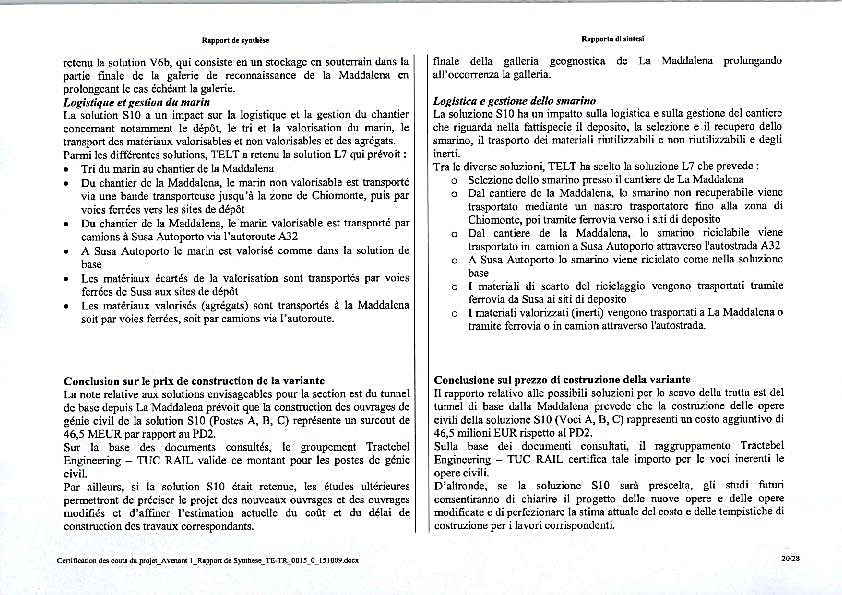 Rapport de synthèse
retenu la solution V6b, qui consiste en un stockage en souterrain dans la
partie finale de la galerie de reconnaissance de la Maddalena en
prolongeant le cas échéant la galerie.
Logistique et gestion du marin
La solution S10 a un impact sur la logistique et la gestion du chantier
concernant notamment le dépôt, le tri et la valorisation du marin, le
transport des matériaux valorisables et non valorisables et des agrégats.
Parmi les différentes solutions, TELT a retenu la solution L7 qui prévoit :
• Tri du marin au chantier de la Maddalena
• Du chantier de la Maddalena, le marin non valorisable est transporté
via une bande transporteuse jusqu’à la zone de Chiomonte, puis par
voies ferrées vers les sites de dépôt
• Du chantier de la Maddalena, le marin valorisable est transporté par
camions à Susa Autoporto via l’autoroute A32
• A Susa Autoporto le marin est valorisé comme dans la solution de
base
• Les matériaux écartés de la valorisation sont transportés par voies
ferrées de Susa aux sites de dépôt
• Les matériaux valorisés (agrégats) sont transportés à la Maddalena
soit par voies ferrées, soit par camions via l’autoroute.
Conclusion sur le prix de construction de la variante
La note relative aux solutions envisageables pour la section est du tunnel
de base depuis La Maddalena prévoit que la construction des ouvrages de
génie civil de la solution S10 (Postes A, B, C) représente un surcout de
46,5 MEUR par rapport au PD2.
Sur la base des documents consultés, le groupement Tractebel
Engineering – TUC RAIL valide ce montant pour les postes de génie
civil.
Par ailleurs, si la solution S10 était retenue, les études ultérieures
permettront de préciser le projet des nouveaux ouvrages et des ouvrages
modifiés et d’affiner l’estimation actuelle du coût et du délai de
construction des travaux correspondants.
Rapporto di sintesi
finale della galleria geognostica de La Maddalena prolungando
all’occorrenza la galleria.
Logistica e gestione dello smarino
La soluzione S10 ha un impatto sulla logistica e sulla gestione del cantiere
che riguarda nella fattispecie il deposito, la selezione e il recupero dello
smarino, il trasporto dei materiali riutilizzabili e non riutilizzabili e degli
inerti.
Tra le diverse soluzioni, TELT ha scelto la soluzione L7 che prevede :
o Selezione dello smarino presso il cantiere de La Maddalena
o Dal cantiere de la Maddalena, lo smarino non recuperabile viene
trasportato mediante un nastro trasportatore fino alla zona di
Chiomonte, poi tramite ferrovia verso i siti di deposito
o Dal cantiere de la Maddalena, lo smarino riciclabile viene
trasportato in camion a Susa Autoporto attraverso l'autostrada A32
o A Susa Autoporto lo smarino viene riciclato come nella soluzione
base
o I materiali di scarto del riciclaggio vengono trasportati tramite
ferrovia da Susa ai siti di deposito
o I materiali valorizzati (inerti) vengono trasportati a La Maddalena o
tramite ferrovia o in camion attraverso l'autostrada.
Conclusione sul prezzo di costruzione della variante
Il rapporto relativo alle possibili soluzioni per lo scavo della tratta est del
tunnel di base dalla Maddalena prevede che la costruzione delle opere
civili della soluzione S10 (Voci A, B, C) rappresenti un costo aggiuntivo di
46,5 milioni EUR rispetto al PD2.
Sulla base dei documenti consultati, il raggruppamento Tractebel
Engineering – TUC RAIL certifica tale importo per le voci inerenti le
opere civili.
D’altronde, se la soluzione S10 sarà prescelta, gli studi futuri
consentiranno di chiarire il progetto delle nuove opere e delle opere
modificate e di perfezionare la stima attuale del costo e delle tempistiche di
costruzione per i lavori corrispondenti.
Certification des couts du projet_Avenant 1_Rapport de Synthese_TE-TR_0015_C_151009.docx
20/28